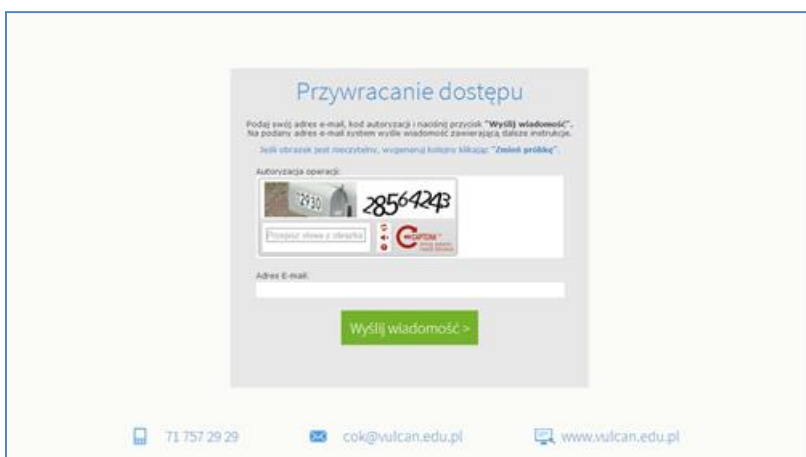 Przywracanie dostępu
Podaj swój adres e-mail, kod autoryzacji i naciśnij przycisk "Wyślij wiadomość".
Na podany adres e-mail system wyśle wiadomość zawierającą dalsze instrukcje.
Jeśli obrazek jest nieczytelny, wygeneruj kolejny klikając "Zmień próbkę".
Autoryzacja operacji:
2930 28564243
Przepisz słowa z obrazka
CAPTCHA™
Adres E-mail:
Wyślij wiadomość >
71 757 29 29 cok@vulcan.edu.pl www.vulcan.edu.pl